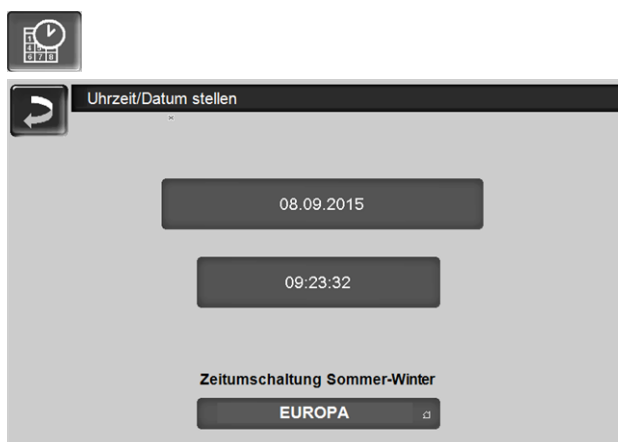 Uhrzeit/Datum stellen
08.09.2015
09:23:32
Zeitumschaltung Sommer-Winter
EUROPA